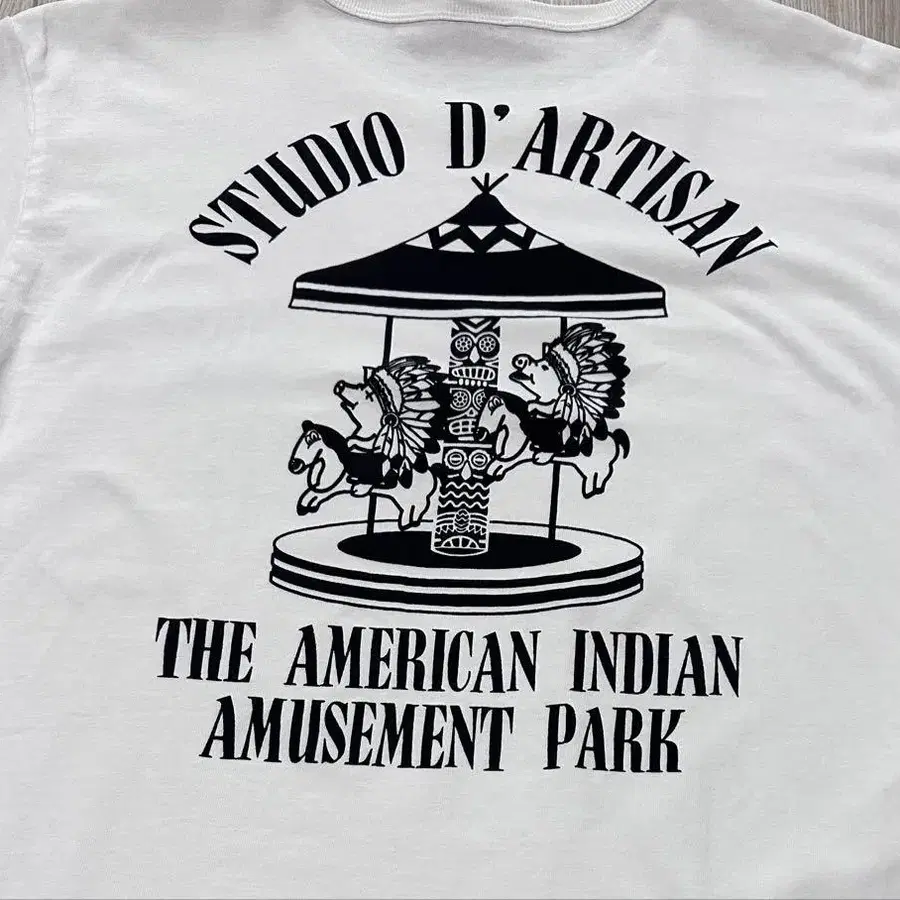 STUDIO D'ARTISAN
THE AMERICAN INDIAN
AMUSEMENT PARK